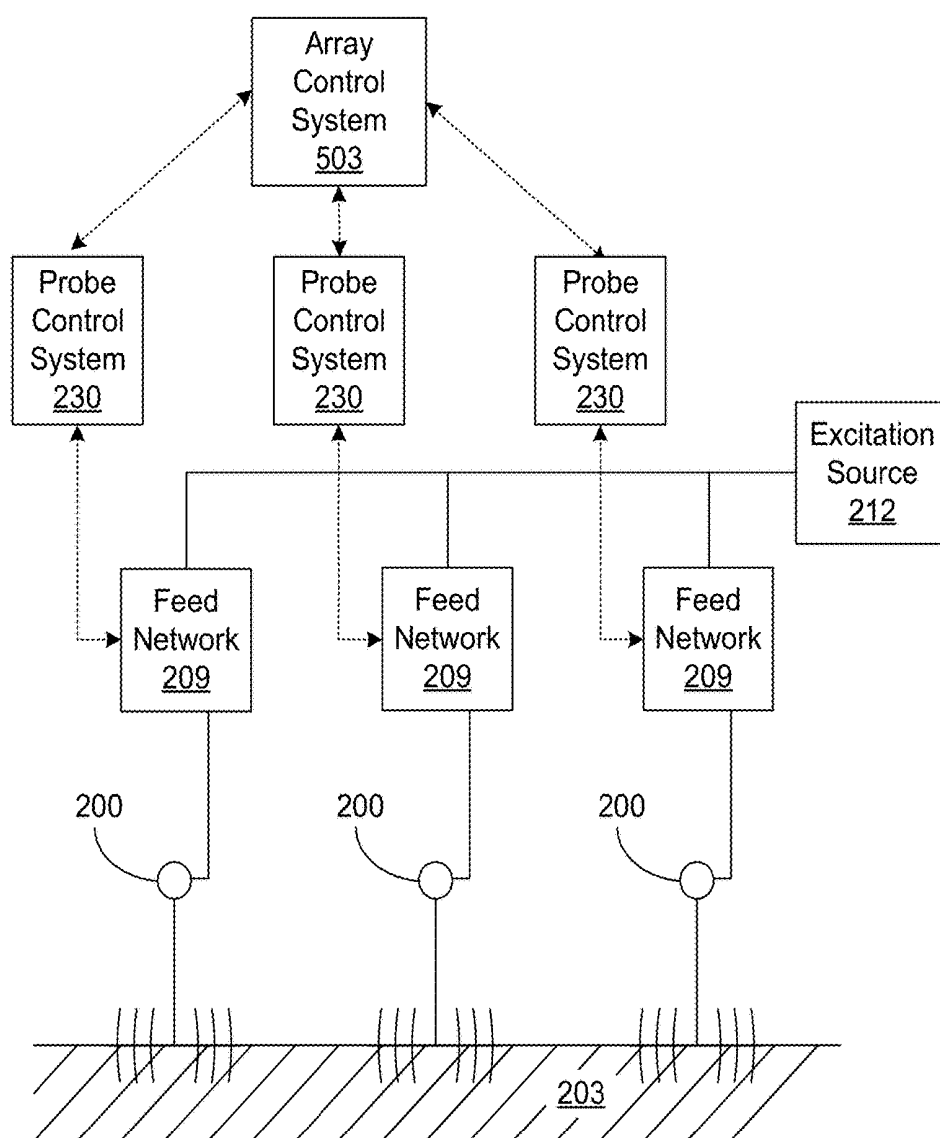 Array
Control
System
503
Probe
Control
System
230
Probe
Control
System
230
Probe
Control
System
230
Excitation
Source
212
Feed
Network
209
Feed
Network
209
Feed
Network
209
200
200
200
203